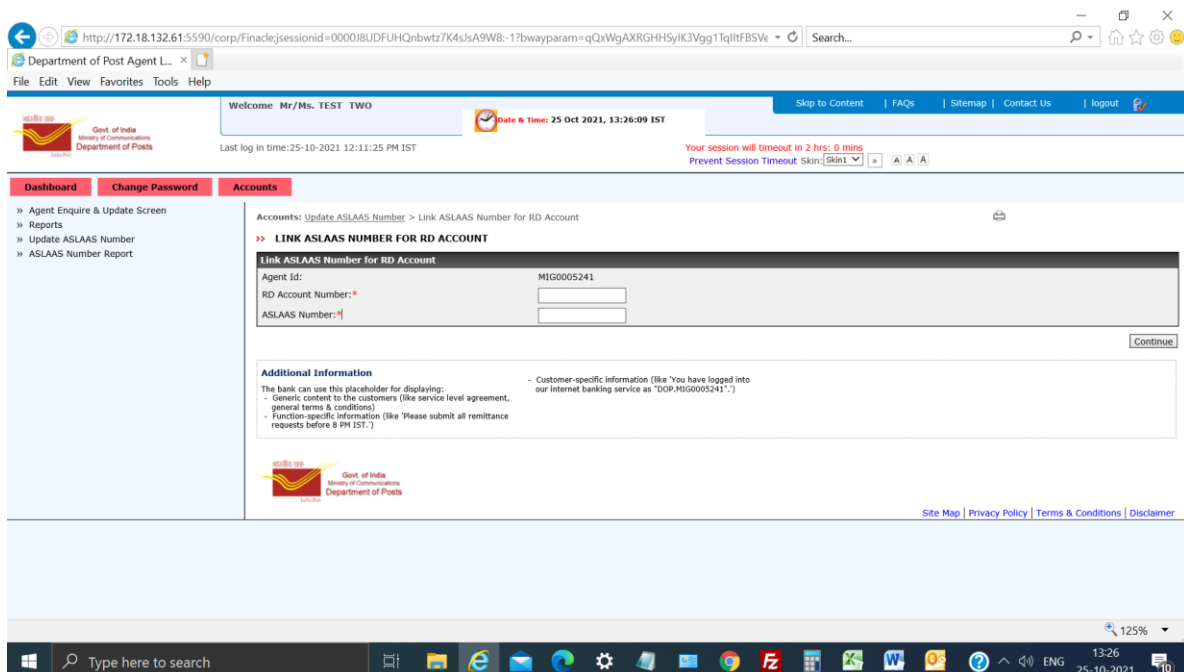 http://172.18.132.61:5590/corp/Finacle;jsessionid=0000J8UDFUHQnbwtz7K4sJsA9W8:-1?bwayparam=qQxWgAXRGHHSylK3Vgg1TqlItFBSVe
Search...
Department of Post Agent L...
File Edit View Favorites Tools Help
Welcome Mr/Ms. TEST TWO
Skip to Content | FAQs | Sitemap | Contact Us | logout
Date & Time: 25 Oct 2021, 13:26:09 IST
Govt. of India
Ministry of Communications
Department of Posts
India Post
Last log in time:25-10-2021 12:11:25 PM IST
Your session will timeout in 2 hrs: 0 mins
Prevent Session Timeout Skin: Skin1 » A A A
Dashboard Change Password Accounts
» Agent Enquire & Update Screen
» Reports
» Update ASLAAS Number
» ASLAAS Number Report
Accounts: Update ASLAAS Number > Link ASLAAS Number for RD Account
LINK ASLAAS NUMBER FOR RD ACCOUNT
Link ASLAAS Number for RD Account
Agent Id: MIG0005241
RD Account Number:*
ASLAAS Number:*
Continue
Additional Information
The bank can use this placeholder for displaying:
- Generic content to the customers (like service level agreement,
general terms & conditions)
- Function-specific information (like 'Please submit all remittance
requests before 8 PM IST.')
- Customer-specific information (like 'You have logged into
our internet banking service as "DOP.MIG0005241".')
Govt. of India
Ministry of Communications
Department of Posts
India Post
Site Map | Privacy Policy | Terms & Conditions | Disclaimer
125%
Type here to search
ENG
13:26
25-10-2021
10